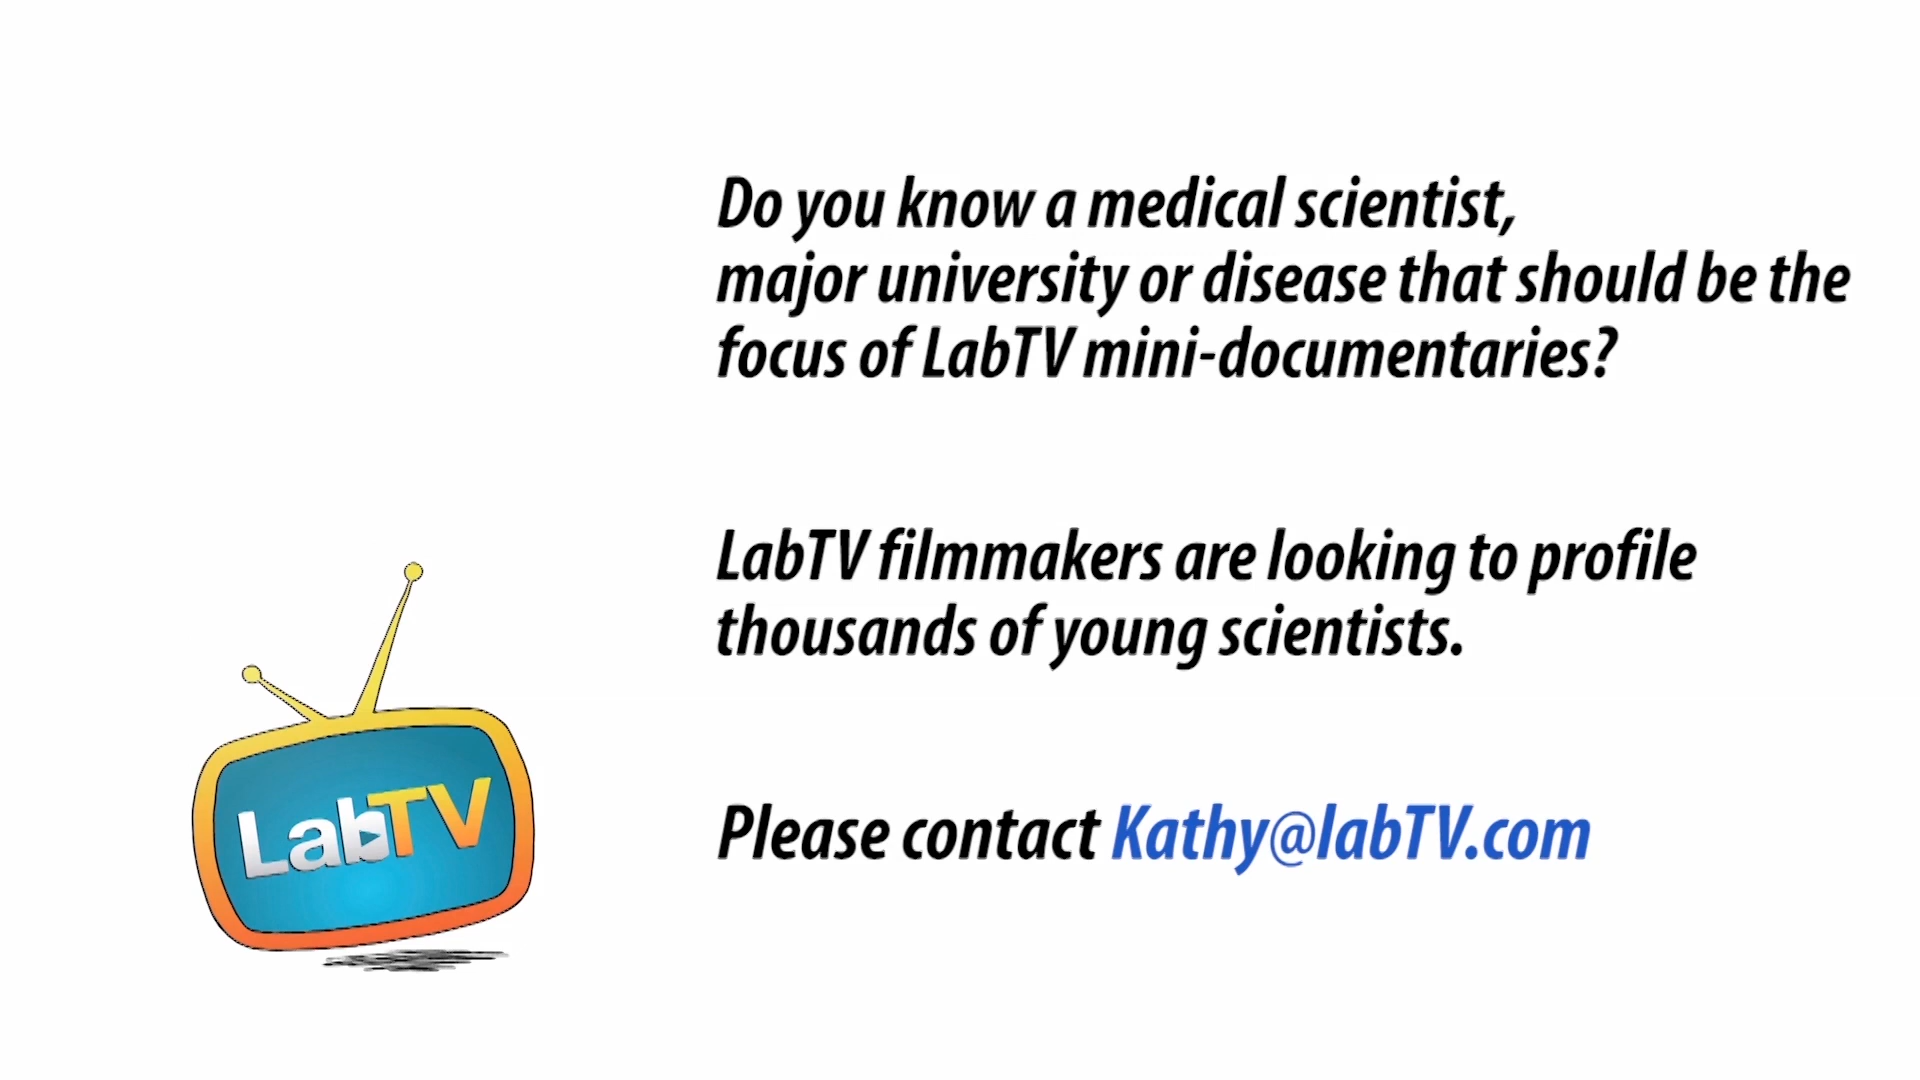 Do you know a medical scientist,
major university or disease that should be the
focus of LabTV mini-documentaries?
LabTV filmmakers are looking to profile
thousands of young scientists.
Please contact Kathy@labTV.com
LabTV